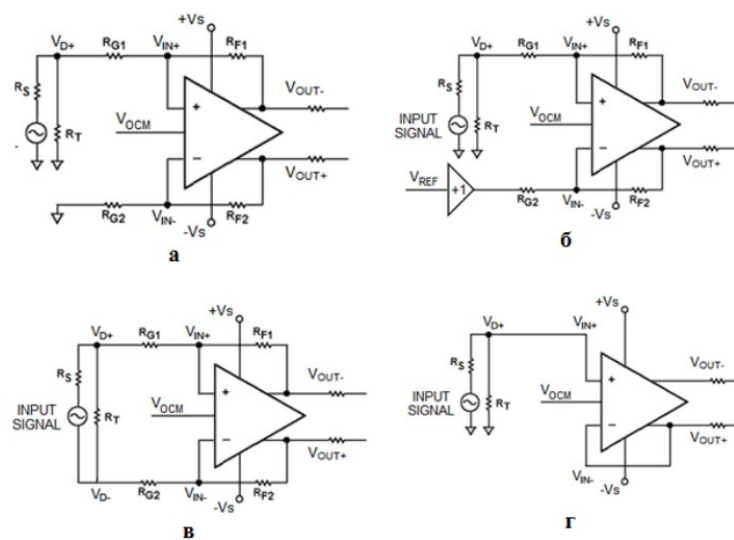 +Vs
VD+ RG1 VIN+ RF1
RS
VOUT-
VOCM
RT
-
VOUT+
RG2 VIN- RF2
-Vs
а
+Vs
VD+ RG1 VIN+ RF1
RS
VOUT-
INPUT
SIGNAL
VOCM
RT
VREF
+1
VOUT+
RG2 VIN- RF2
-Vs
б
+Vs
VD+ RG1 VIN+ RF1
RS
VOUT-
INPUT
SIGNAL
VOCM
RT
VOUT+
VD- RG2 VIN- RF2
-Vs
в
+Vs
VD+ VIN+
RS
VOUT-
INPUT
SIGNAL
VOCM
RT
VOUT+
VIN-
-Vs
г